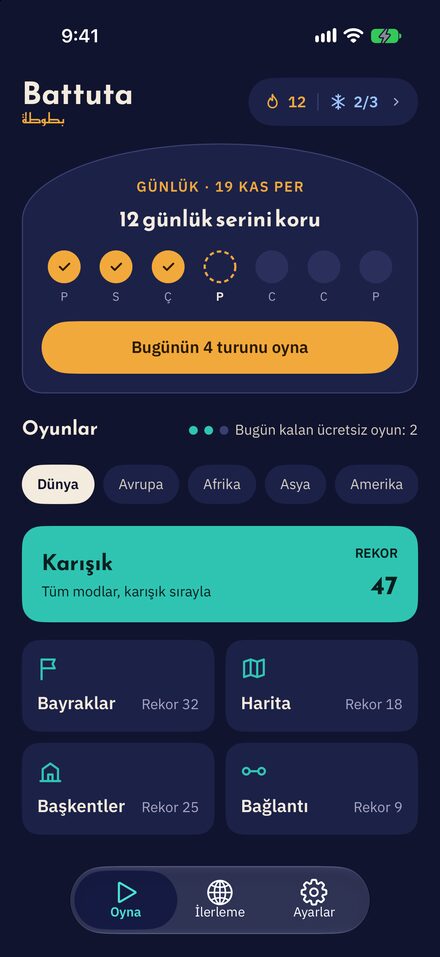 9:41
Battuta
بطوطة
12 2/3
GÜNLÜK · 19 KAS PER
12 günlük serini koru
P S Ç P C C P
Bugünün 4 turunu oyna
Oyunlar
Bugün kalan ücretsiz oyun: 2
Dünya Avrupa Afrika Asya Amerika
Karışık
REKOR
Tüm modlar, karışık sırayla
47
Bayraklar Rekor 32
Harita Rekor 18
Başkentler Rekor 25
Bağlantı Rekor 9
Oyna İlerleme Ayarlar